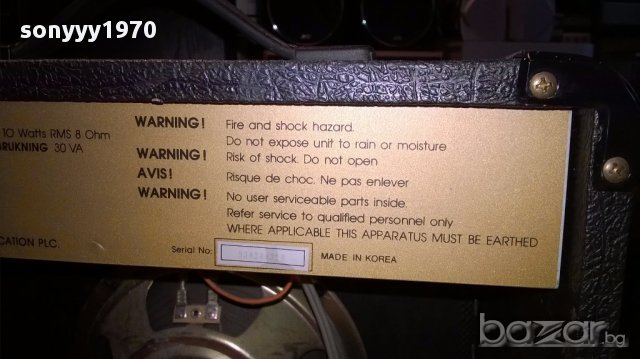 sonyyy1970
10 Watts RMS 8 Ohm
BRUKNING 30 VA
WARNING! Fire and shock hazard.
Do not expose unit to rain or moisture
WARNING! Risk of shock. Do not open
AVIS! Risque de choc. Ne pas enlever
WARNING! No user serviceable parts inside.
Refer service to qualified personnel only
WHERE APPLICABLE THIS APPARATUS MUST BE EARTHED
CATION PLC.
Serial No: MADE IN KOREA
bazar.bg